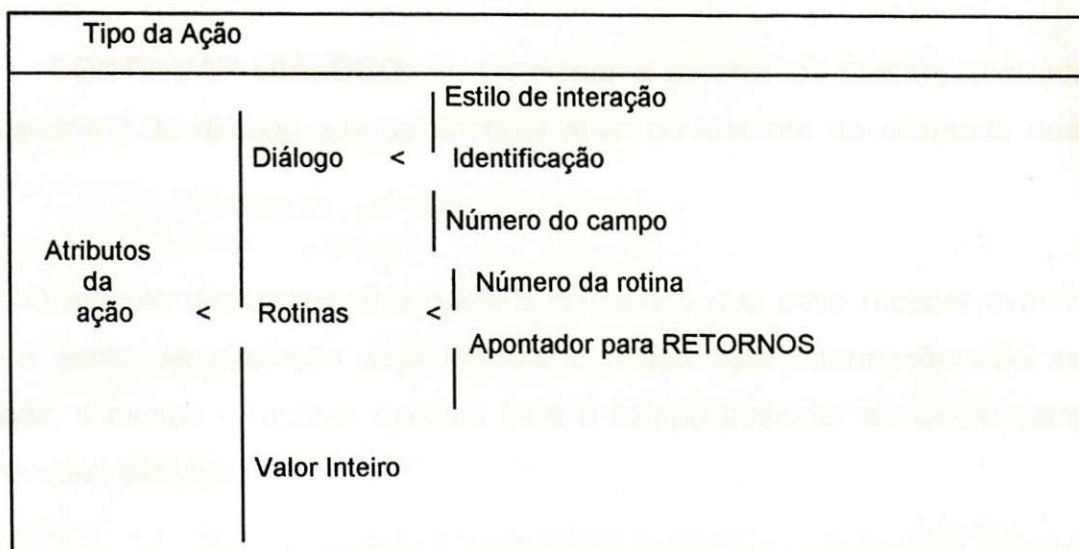 Tipo da Ação
Estilo de interação
Diálogo < Identificação
Número do campo
Atributos
da
ação < Rotinas <
Número da rotina
Apontador para RETORNOS
Valor Inteiro